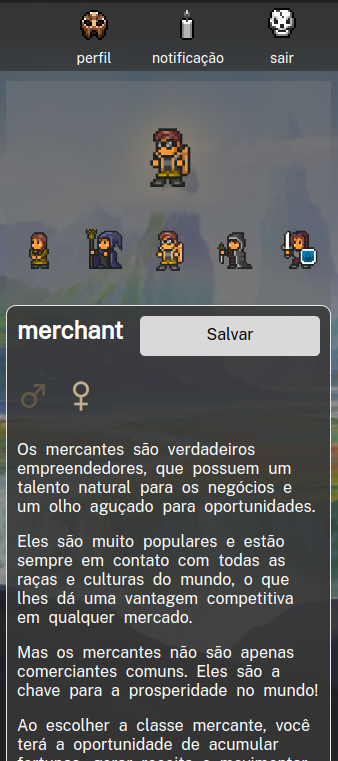 perfil notificação sair
merchant Salvar
Os mercantes são verdadeiros
empreendedores, que possuem um
talento natural para os negócios e
um olho aguçado para oportunidades.
Eles são muito populares e estão
sempre em contato com todas as
raças e culturas do mundo, o que
lhes dá uma vantagem competitiva
em qualquer mercado.
Mas os mercantes não são apenas
comerciantes comuns. Eles são a
chave para a prosperidade no mundo!
Ao escolher a classe mercante, você
terá a oportunidade de acumular